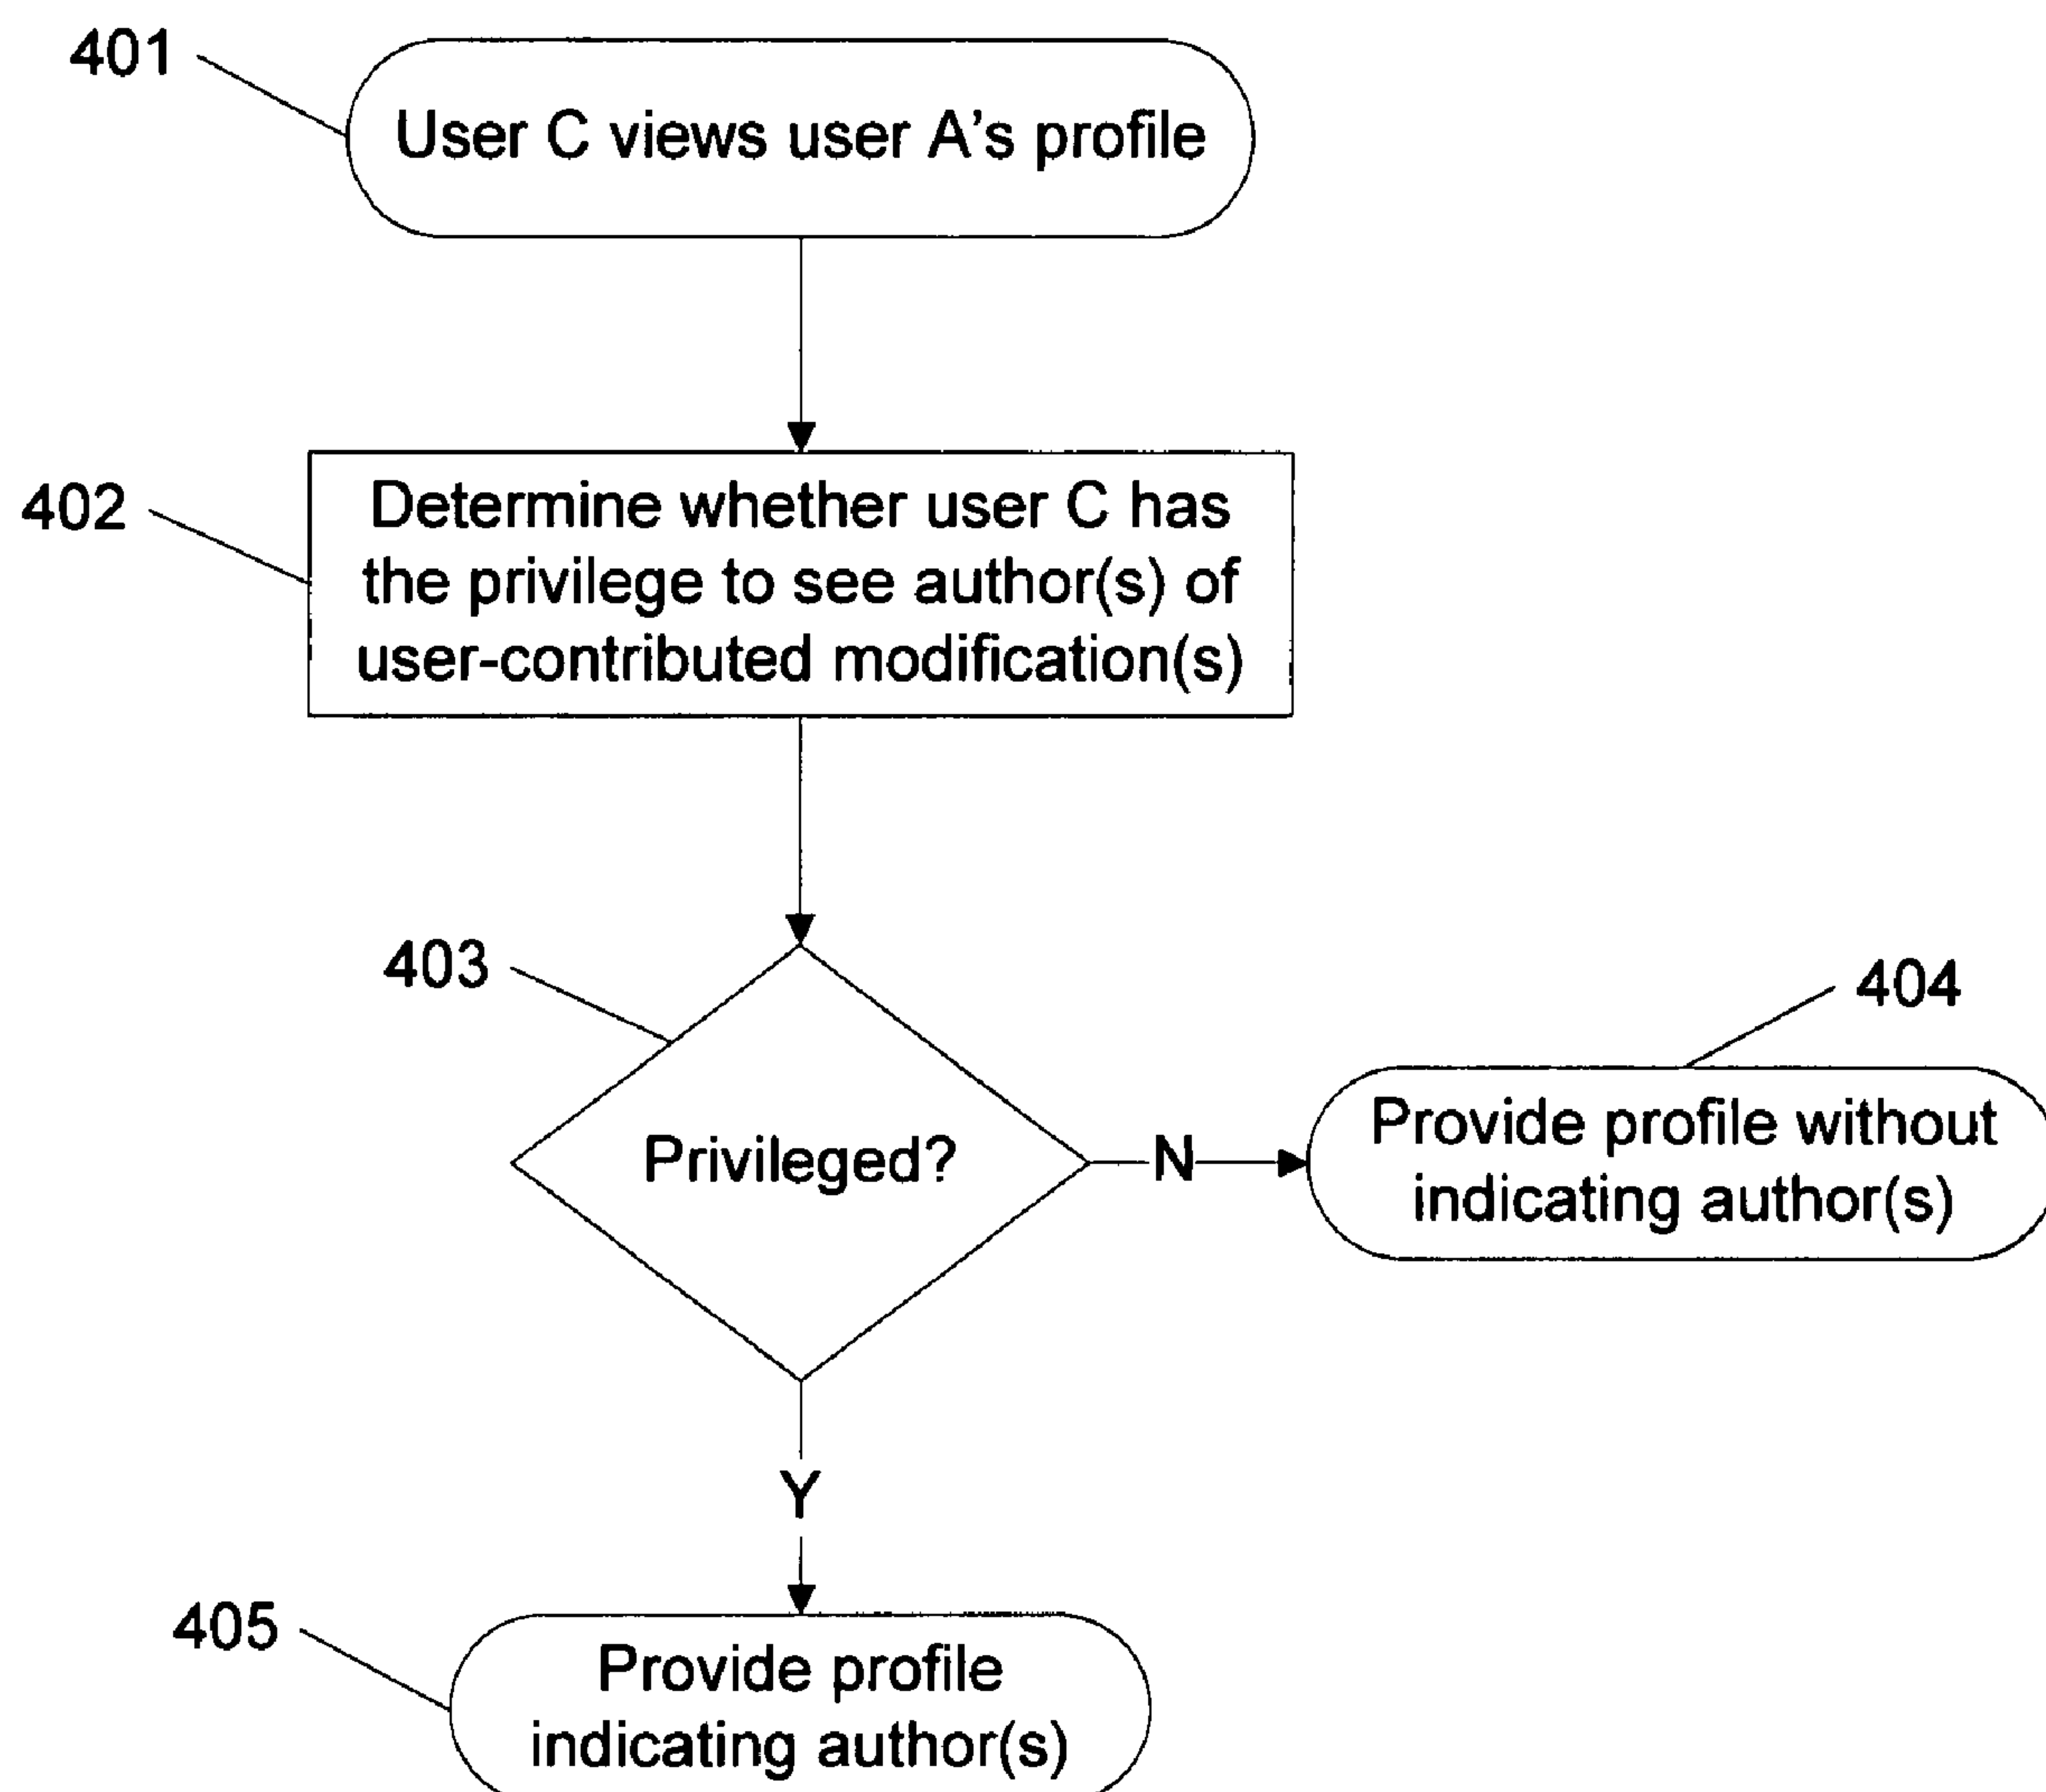 401
User C views user A's profile
402
Determine whether user C has
the privilege to see author(s) of
user-contributed modification(s)
403
Privileged?
N
404
Provide profile without
indicating author(s)
Y
405
Provide profile
indicating author(s)